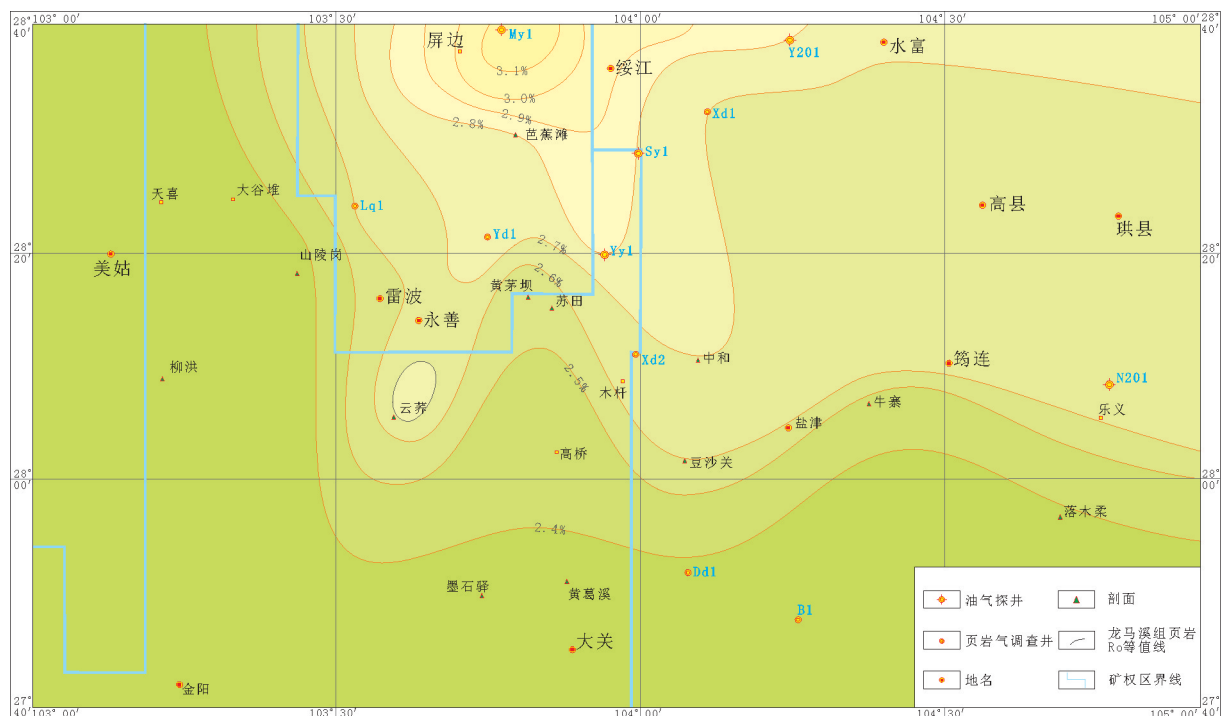 103° 00′
103° 30′
104° 00′
104° 30′
105° 00′
28°
40′
28°
40′
My1
屏边
Y201
水富
绥江
3.1%
3.0%
2.9%
2.8%
Xd1
芭蕉滩
Sy1
天喜
大谷堆
Lq1
高县
珙县
Yd1
2.7%
Yy1
28°
20′
28°
20′
美姑
山陵岗
2.6%
黄茅坝
苏田
雷波
永善
Xd2
中和
筠连
柳洪
2.5%
木杆
N201
云荞
牛寨
乐义
盐津
高桥
豆沙关
28°
00′
28°
00′
落木柔
2.4%
Dd1
墨石驿
黄葛溪
B1
大关
金阳
油气探井
剖面
页岩气调查井
龙马溪组页岩
Ro等值线
地名
矿权区界线
27°
40′
27°
40′
103° 00′
103° 30′
104° 00′
104° 30′
105° 00′